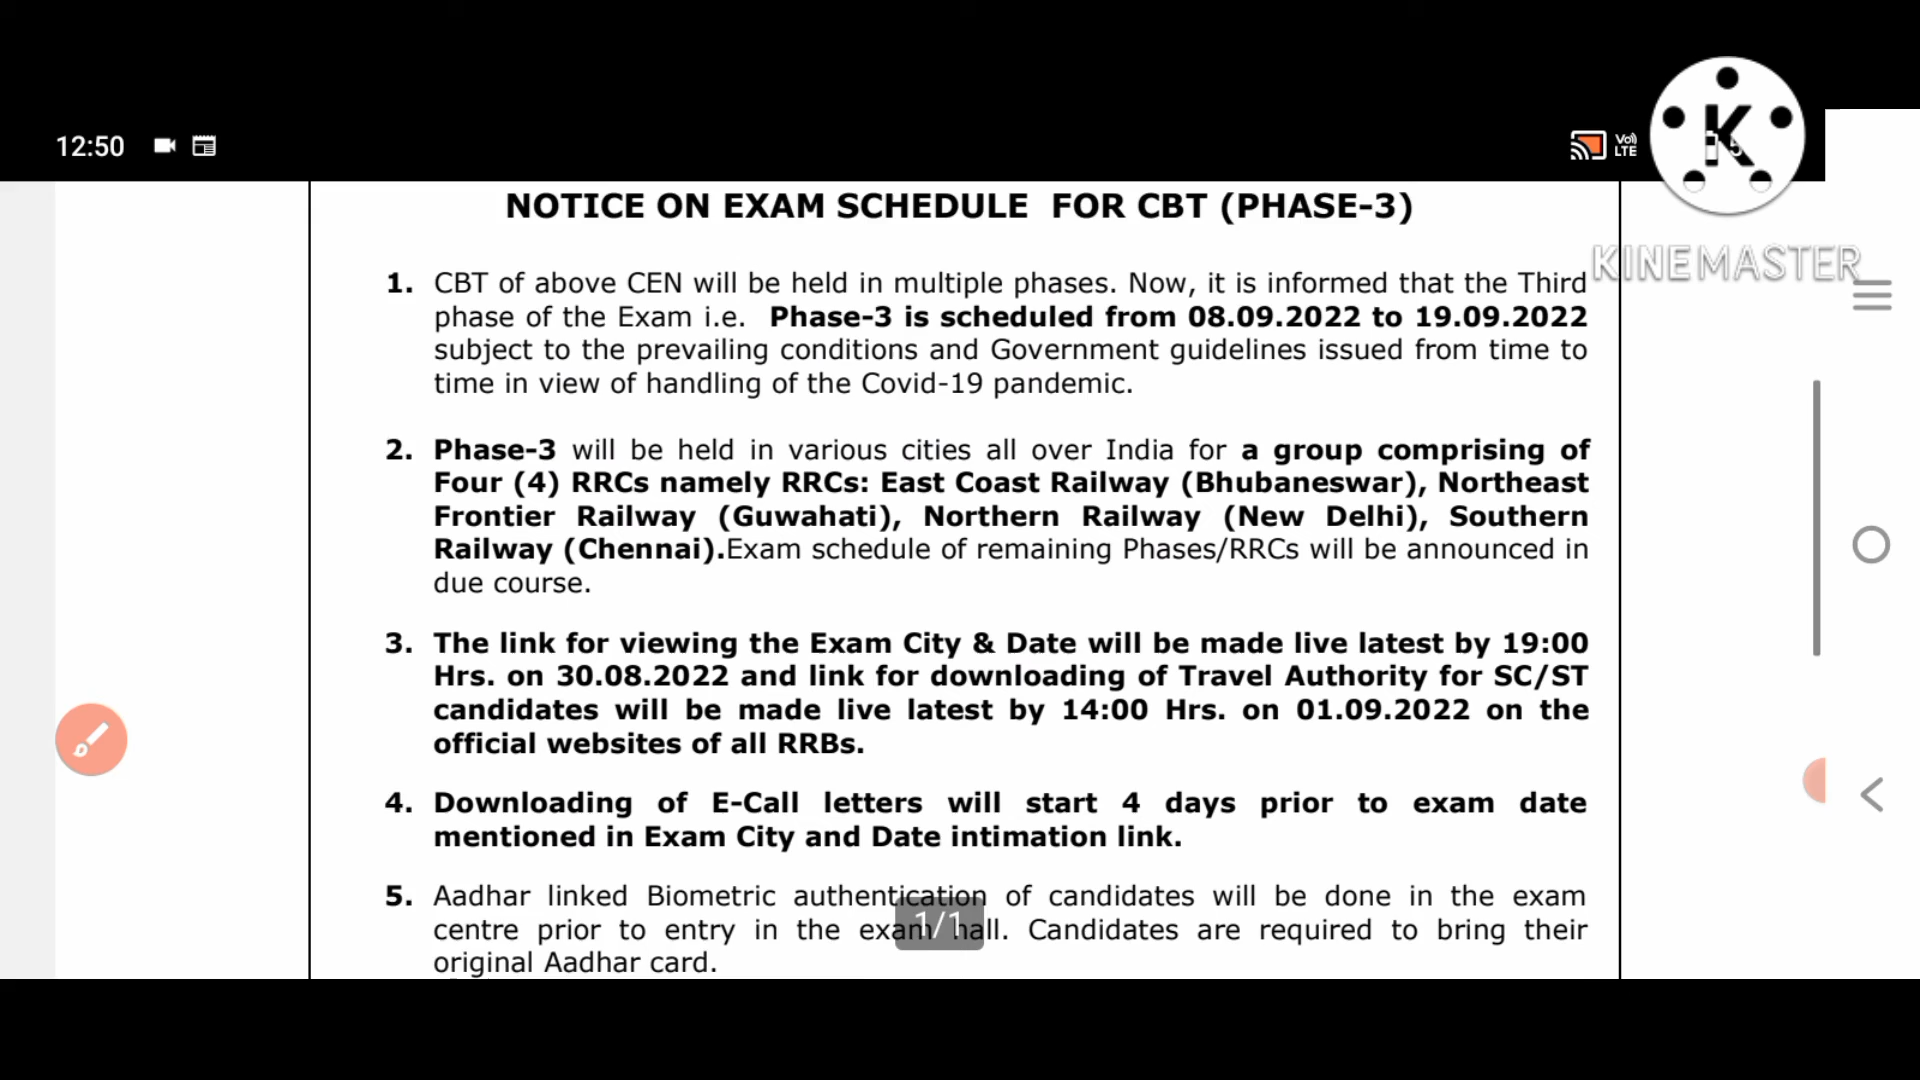 12:50
Vo)
LTE
K
5
KINEMASTER
NOTICE ON EXAM SCHEDULE FOR CBT (PHASE-3)
1. CBT of above CEN will be held in multiple phases. Now, it is informed that the Third
phase of the Exam i.e. Phase-3 is scheduled from 08.09.2022 to 19.09.2022
subject to the prevailing conditions and Government guidelines issued from time to
time in view of handling of the Covid-19 pandemic.
2. Phase-3 will be held in various cities all over India for a group comprising of
Four (4) RRCs namely RRCs: East Coast Railway (Bhubaneswar), Northeast
Frontier Railway (Guwahati), Northern Railway (New Delhi), Southern
Railway (Chennai).Exam schedule of remaining Phases/RRCs will be announced in
due course.
3. The link for viewing the Exam City & Date will be made live latest by 19:00
Hrs. on 30.08.2022 and link for downloading of Travel Authority for SC/ST
candidates will be made live latest by 14:00 Hrs. on 01.09.2022 on the
official websites of all RRBs.
4. Downloading of E-Call letters will start 4 days prior to exam date
mentioned in Exam City and Date intimation link.
5. Aadhar linked Biometric authentication of candidates will be done in the exam
centre prior to entry in the exam hall. Candidates are required to bring their
original Aadhar card.
1/1